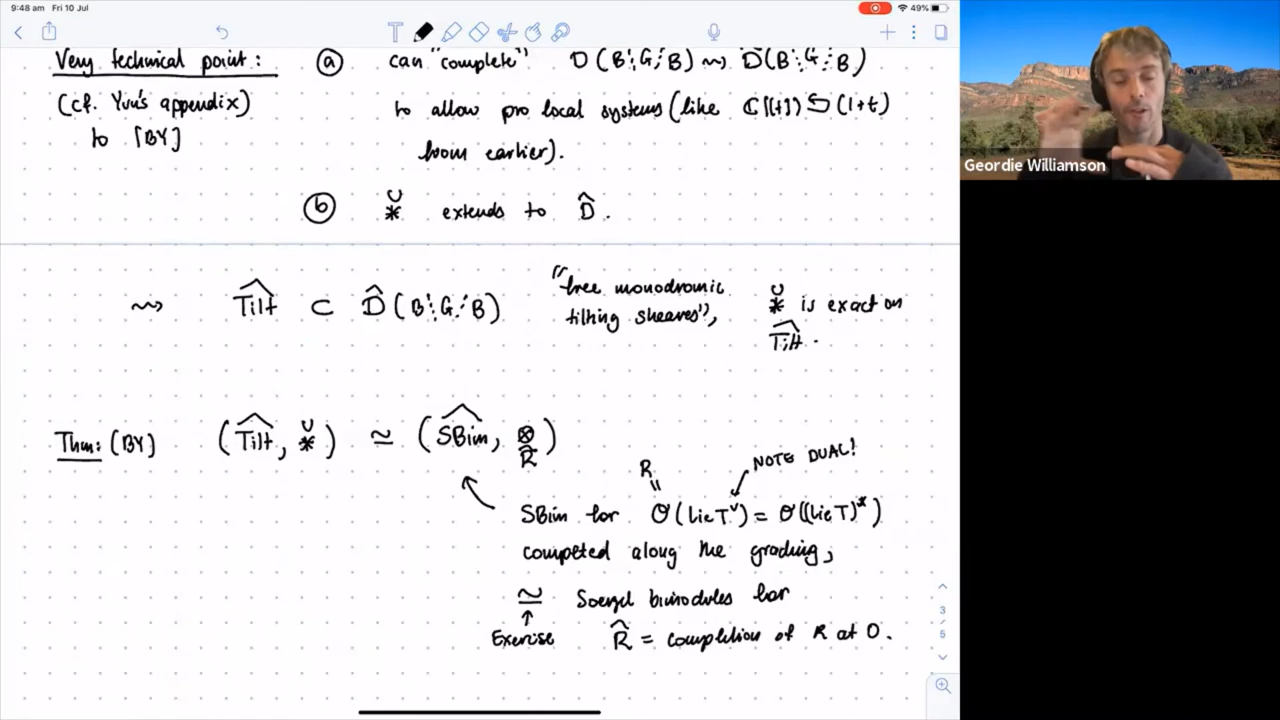 9:48 am Fri 10 Jul
49%
Very technical point: ⓐ can "complete" D(B⋮G⋮B) ⇝ D̂(B⋮G⋮B)
(cf. Yun's appendix) to allow pro local systems (like ℂ[[t]] ↺ (1+t)
to [BY]
from earlier).
ⓑ *̆ extends to D̂.
⇝ T̂ilt ⊂ D̂(B⋮G⋮B) "free monodromic
tilting sheaves",
*̆ is exact on
T̂ilt.
Thm: (BY) (T̂ilt, *̆) ≃ (ŜBim, ⊗_R̂)
R NOTE DUAL!
SBim for O(Lie T^∨) = O((Lie T)^*)
completed along the grading,
≃ Soergel bimodules for
Exercise R̂ = completion of R at 0.
3
5
Geordie Williamson